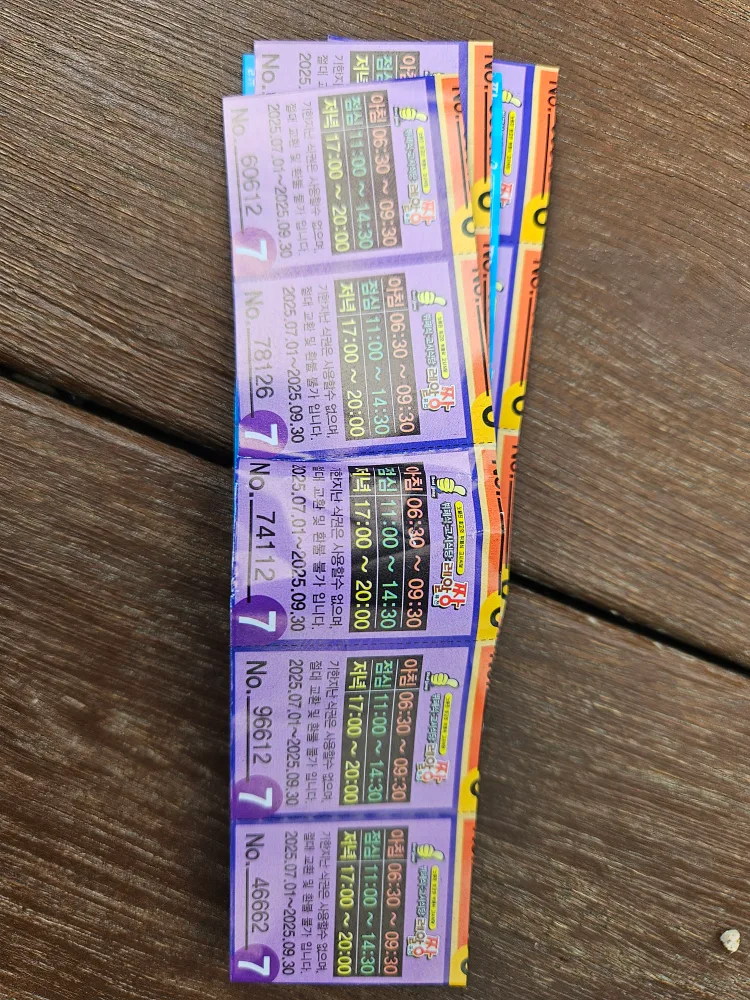 아침 06:30 ~ 09:30
점심 11:00 ~ 14:30
저녁 17:00 ~ 20:00
기한지난 식권은 사용할수 없으며,
절대 교환 및 환불 불가 입니다.
2025.07.01~2025.09.30
No. 60612 7
아침 06:30 ~ 09:30
점심 11:00 ~ 14:30
저녁 17:00 ~ 20:00
기한지난 식권은 사용할수 없으며,
절대 교환 및 환불 불가 입니다.
2025.07.01~2025.09.30
No. 78126 7
아침 06:30 ~ 09:30
점심 11:00 ~ 14:30
저녁 17:00 ~ 20:00
기한지난 식권은 사용할수 없으며,
절대 교환 및 환불 불가 입니다.
2025.07.01~2025.09.30
No. 74112 7
아침 06:30 ~ 09:30
점심 11:00 ~ 14:30
저녁 17:00 ~ 20:00
기한지난 식권은 사용할수 없으며,
절대 교환 및 환불 불가 입니다.
2025.07.01~2025.09.30
No. 96612 7
아침 06:30 ~ 09:30
점심 11:00 ~ 14:30
저녁 17:00 ~ 20:00
기한지난 식권은 사용할수 없으며,
절대 교환 및 환불 불가 입니다.
2025.07.01~2025.09.30
No. 46662 7